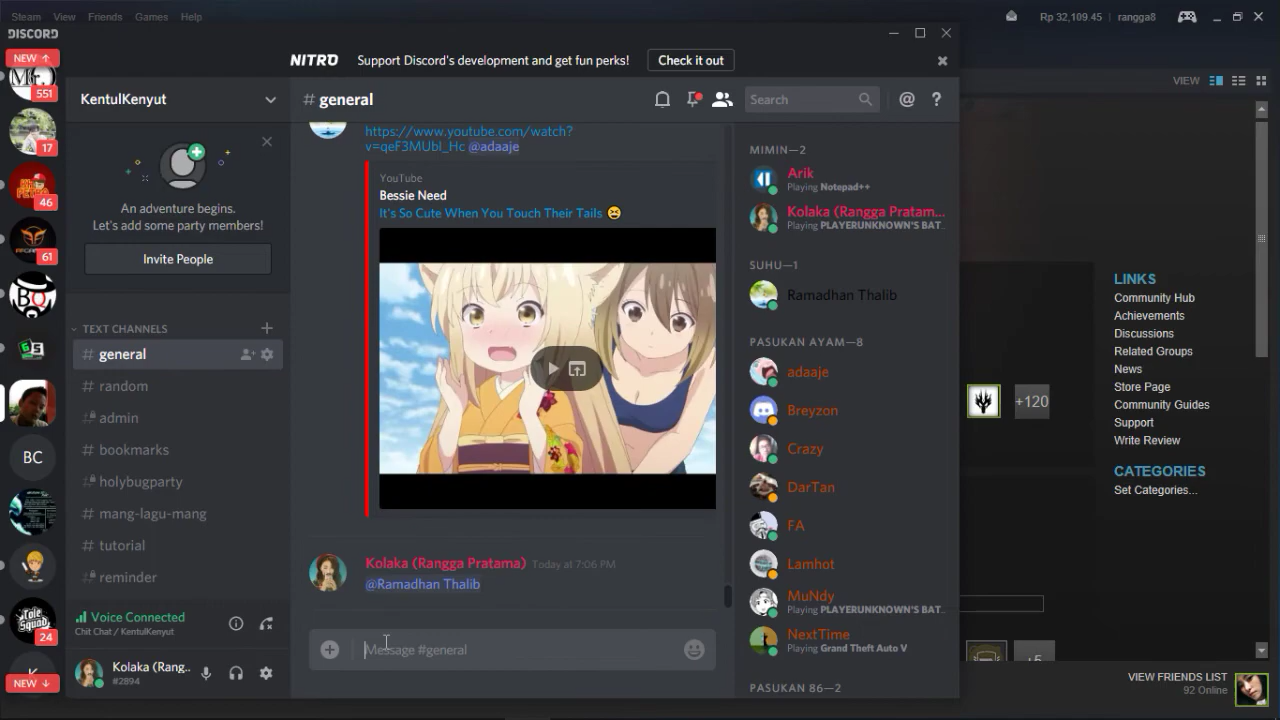 Steam View Friends Games Help
Rp 32,109.45 rangga8
DISCORD
NEW ↑
Mr.
551
17
46
61
BQ
BC
24
K
NEW ↓
NITRO Support Discord's development and get fun perks! Check it out
KentulKenyut
An adventure begins.
Let's add some party members!
Invite People
TEXT CHANNELS
# general
# random
# admin
# bookmarks
# holybugparty
# mang-lagu-mang
# tutorial
# reminder
Voice Connected
Chit Chat / KentulKenyut
Kolaka (Rang...
#2894
# general
Search
@ ?
https://www.youtube.com/watch?
v=qeF3MUbl_Hc @adaaje
YouTube
Bessie Need
It's So Cute When You Touch Their Tails 😆
Kolaka (Rangga Pratama) Today at 7:06 PM
@Ramadhan Thalib
Message #general
MIMIN—2
Arik
Playing Notepad++
Kolaka (Rangga Pratam...
Playing PLAYERUNKNOWN'S BAT...
SUHU—1
Ramadhan Thalib
PASUKAN AYAM—8
adaaje
Breyzon
Crazy
DarTan
FA
Lamhot
MuNdy
Playing PLAYERUNKNOWN'S BAT...
NextTime
Playing Grand Theft Auto V
PASUKAN 86—2
VIEW
+120
+5
LINKS
Community Hub
Achievements
Discussions
Related Groups
News
Store Page
Community Guides
Support
Write Review
CATEGORIES
Set Categories...
VIEW FRIENDS LIST
92 Online